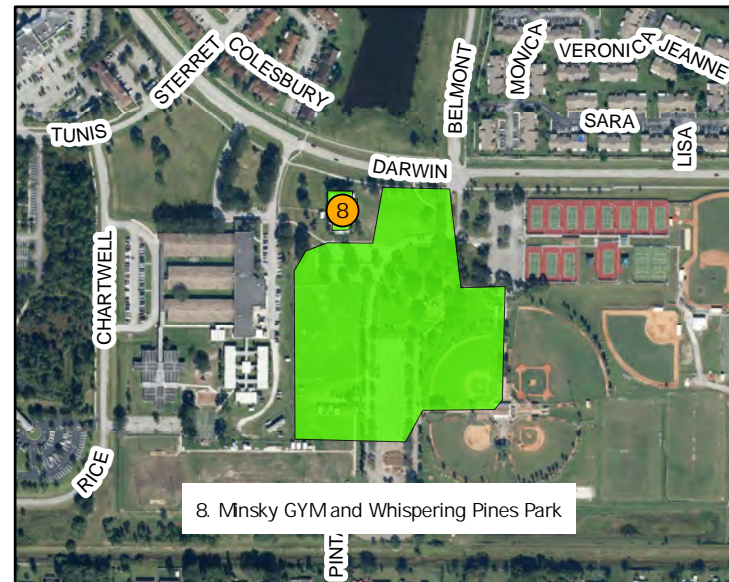 COLESBURY
STERRET
TUNIS
BELMONT
MONICA
VERONICA
JEANNE
SARA
LISA
DARWIN
8
CHARTWELL
RICE
8. Minsky GYM and Whispering Pines Park